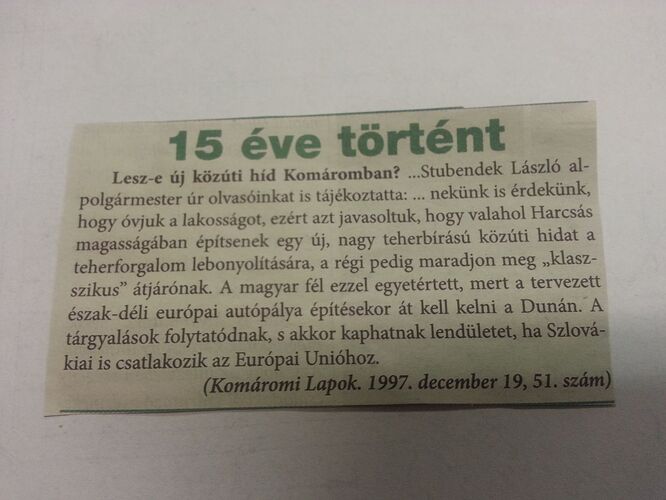 15 éve történt
Lesz-e új közúti híd Komáromban? ...Stubendek László al-
polgármester úr olvasóinkat is tájékoztatta: ... nekünk is érdekünk,
hogy óvjuk a lakosságot, ezért azt javasoltuk, hogy valahol Harcsás
magasságában építsenek egy új, nagy teherbírású közúti hidat a
teherforgalom lebonyolítására, a régi pedig maradjon meg „klasz-
szikus” átjárónak. A magyar fél ezzel egyetértett, mert a tervezett
észak-déli európai autópálya építésekor át kell kelni a Dunán. A
tárgyalások folytatódnak, s akkor kaphatnak lendületet, ha Szlová-
kiai is csatlakozik az Európai Unióhoz.
(Komáromi Lapok. 1997. december 19, 51. szám)